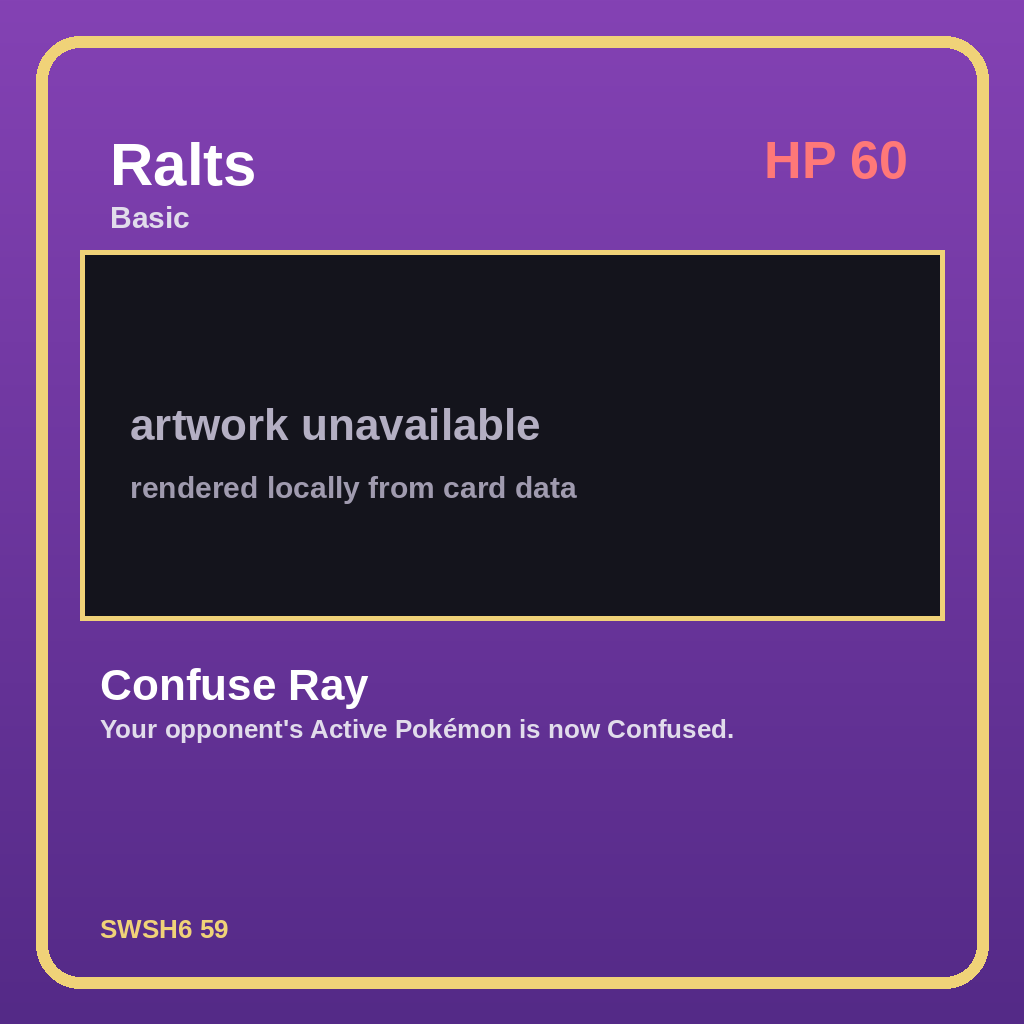 Ralts
HP 60
Basic
artwork unavailable
rendered locally from card data
Confuse Ray
Your opponent's Active Pokémon is now Confused.
SWSH6 59